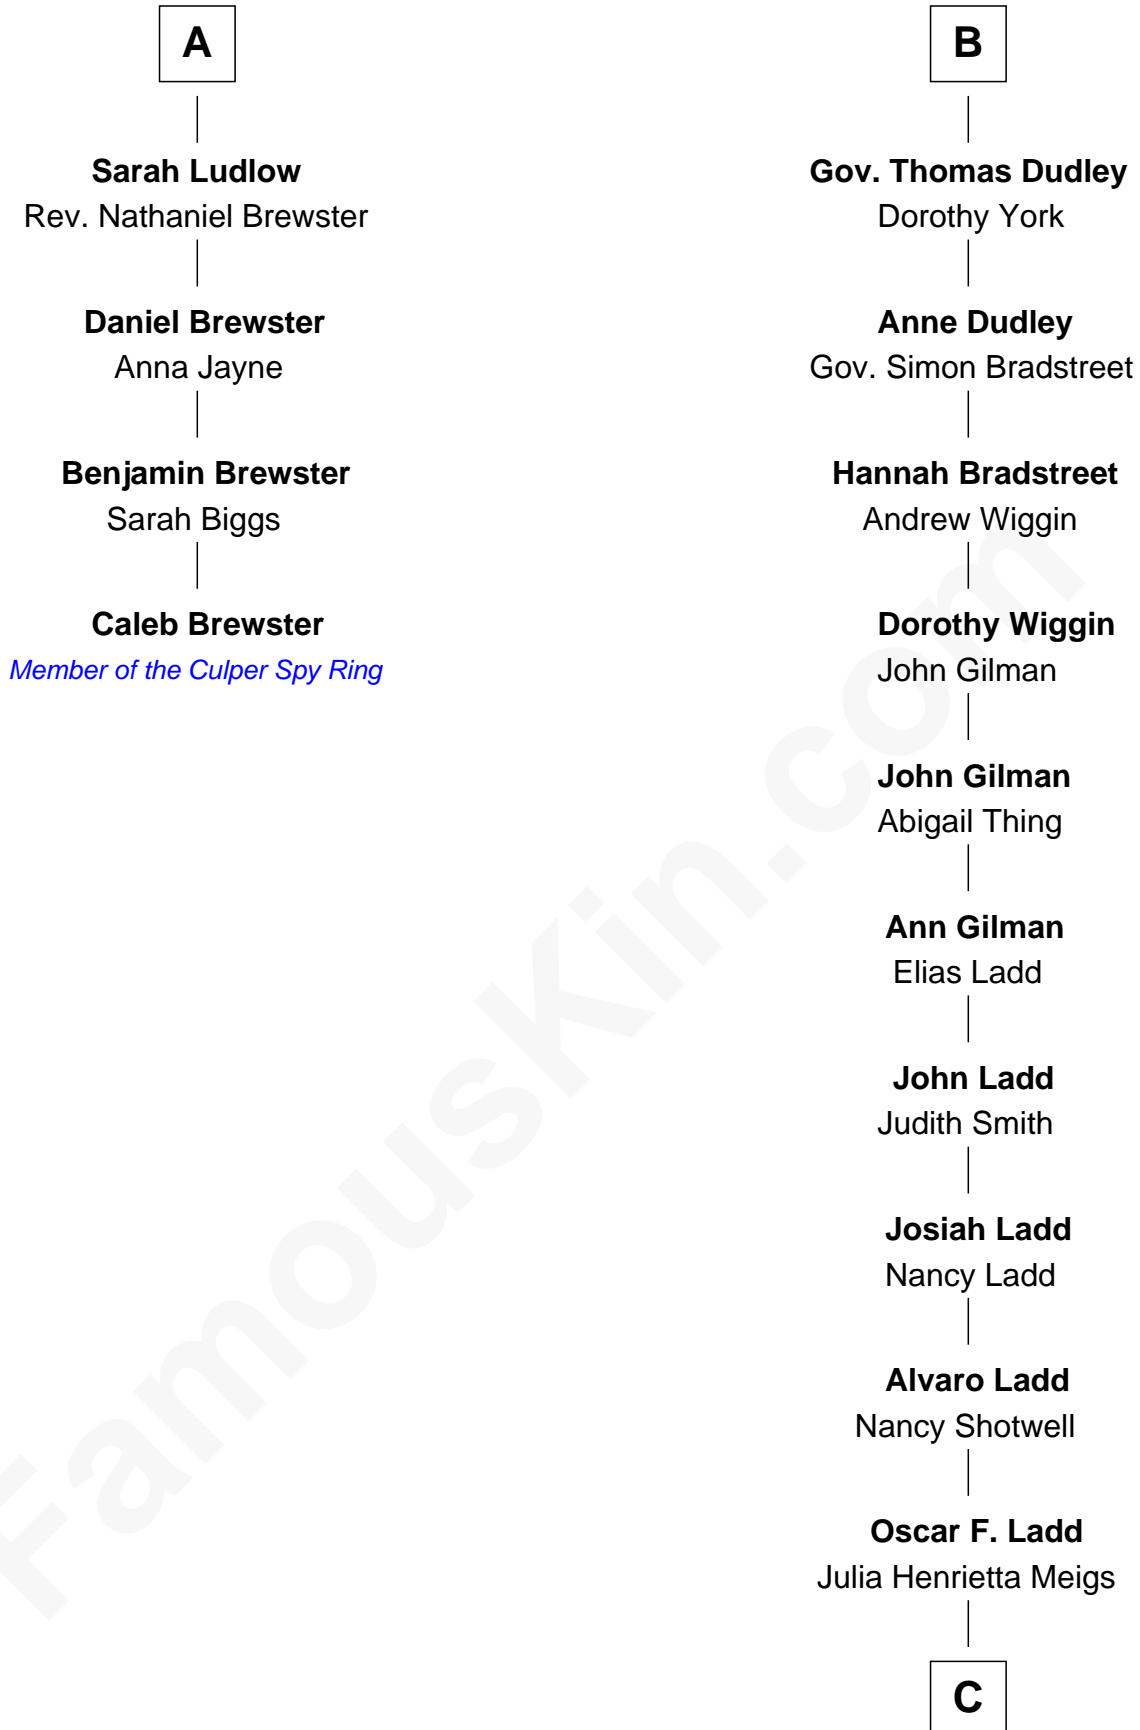 A
Sarah Ludlow
Rev. Nathaniel Brewster
Daniel Brewster
Anna Jayne
Benjamin Brewster
Sarah Biggs
Caleb Brewster
Member of the Culper Spy Ring
B
Gov. Thomas Dudley
Dorothy York
Anne Dudley
Gov. Simon Bradstreet
Hannah Bradstreet
Andrew Wiggin
Dorothy Wiggin
John Gilman
John Gilman
Abigail Thing
Ann Gilman
Elias Ladd
John Ladd
Judith Smith
Josiah Ladd
Nancy Ladd
Alvaro Ladd
Nancy Shotwell
Oscar F. Ladd
Julia Henrietta Meigs
C
FamousKin.com